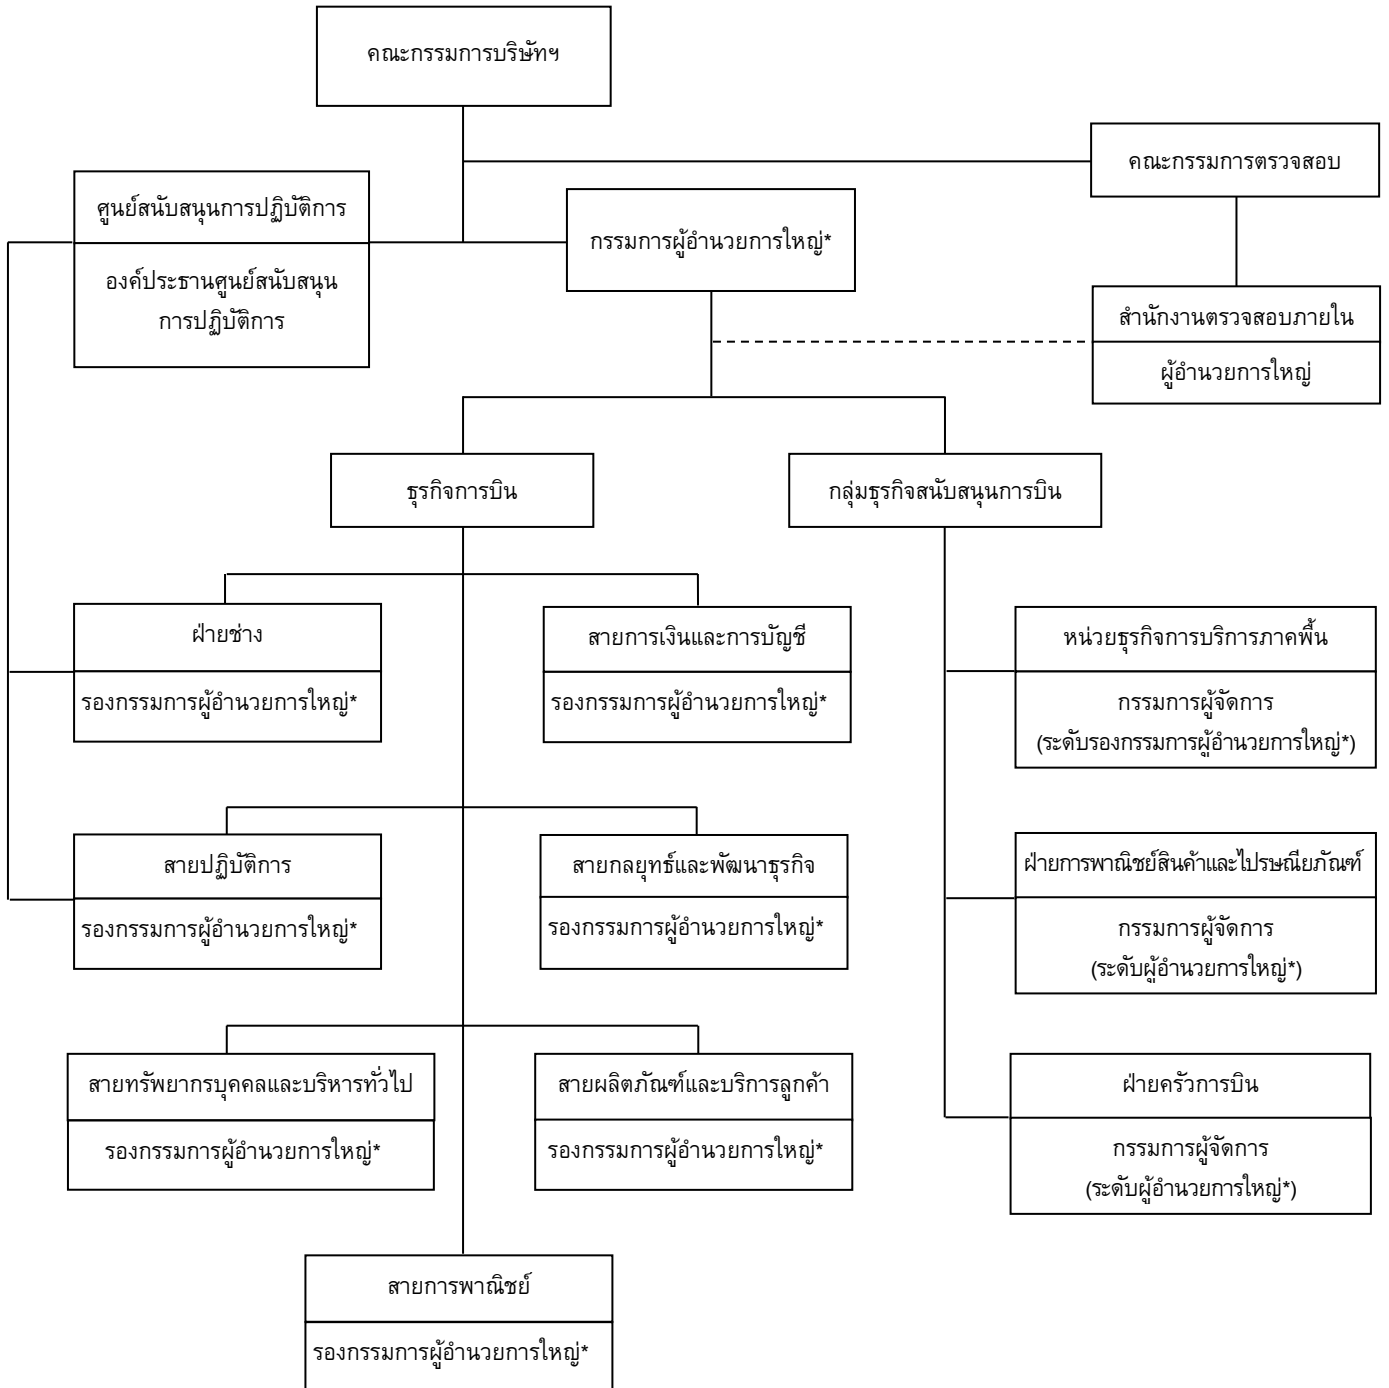 คณะกรรมการบริษัทฯ
คณะกรรมการตรวจสอบ
ศูนย์สนับสนุนการปฏิบัติการ
องค์ประธานศูนย์สนับสนุน
การปฏิบัติการ
กรรมการผู้อำนวยการใหญ่*
สำนักงานตรวจสอบภายใน
ผู้อำนวยการใหญ่
ธุรกิจการบิน
กลุ่มธุรกิจสนับสนุนการบิน
ฝ่ายช่าง
รองกรรมการผู้อำนวยการใหญ่*
สายการเงินและการบัญชี
รองกรรมการผู้อำนวยการใหญ่*
หน่วยธุรกิจการบริการภาคพื้น
กรรมการผู้จัดการ
(ระดับรองกรรมการผู้อำนวยการใหญ่*)
สายปฏิบัติการ
รองกรรมการผู้อำนวยการใหญ่*
สายกลยุทธ์และพัฒนาธุรกิจ
รองกรรมการผู้อำนวยการใหญ่*
ฝ่ายการพาณิชย์สินค้าและไปรษณียภัณฑ์
กรรมการผู้จัดการ
(ระดับผู้อำนวยการใหญ่*)
สายทรัพยากรบุคคลและบริหารทั่วไป
รองกรรมการผู้อำนวยการใหญ่*
สายผลิตภัณฑ์และบริการลูกค้า
รองกรรมการผู้อำนวยการใหญ่*
ฝ่ายครัวการบิน
กรรมการผู้จัดการ
(ระดับผู้อำนวยการใหญ่*)
สายการพาณิชย์
รองกรรมการผู้อำนวยการใหญ่*